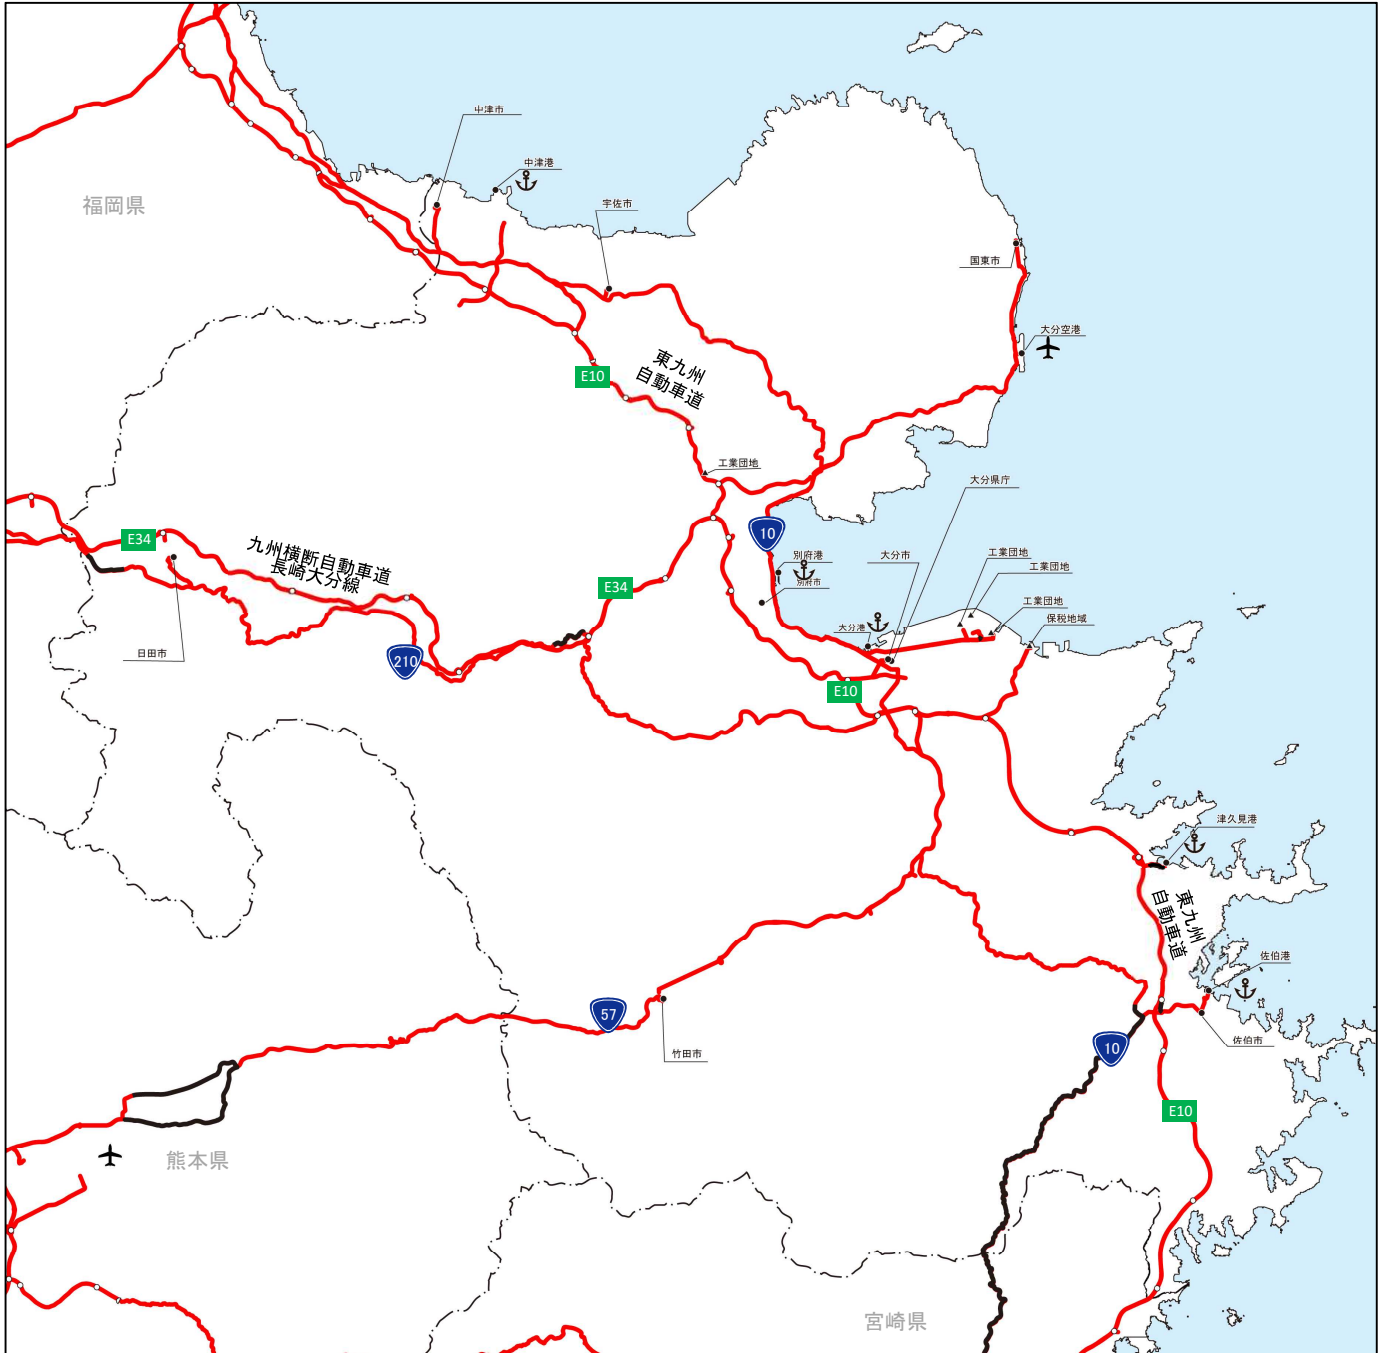 中津市
中津港
福岡県
宇佐市
国東市
大分空港
東九州
自動車道
E10
工業団地
大分県庁
10
E34
九州横断自動車道
長崎大分線
別府港
別府市
大分市
工業団地
工業団地
E34
工業団地
保税地域
大分港
日田市
210
E10
津久見港
東九州
自動車道
佐伯港
57
佐伯市
10
竹田市
E10
熊本県
宮崎県